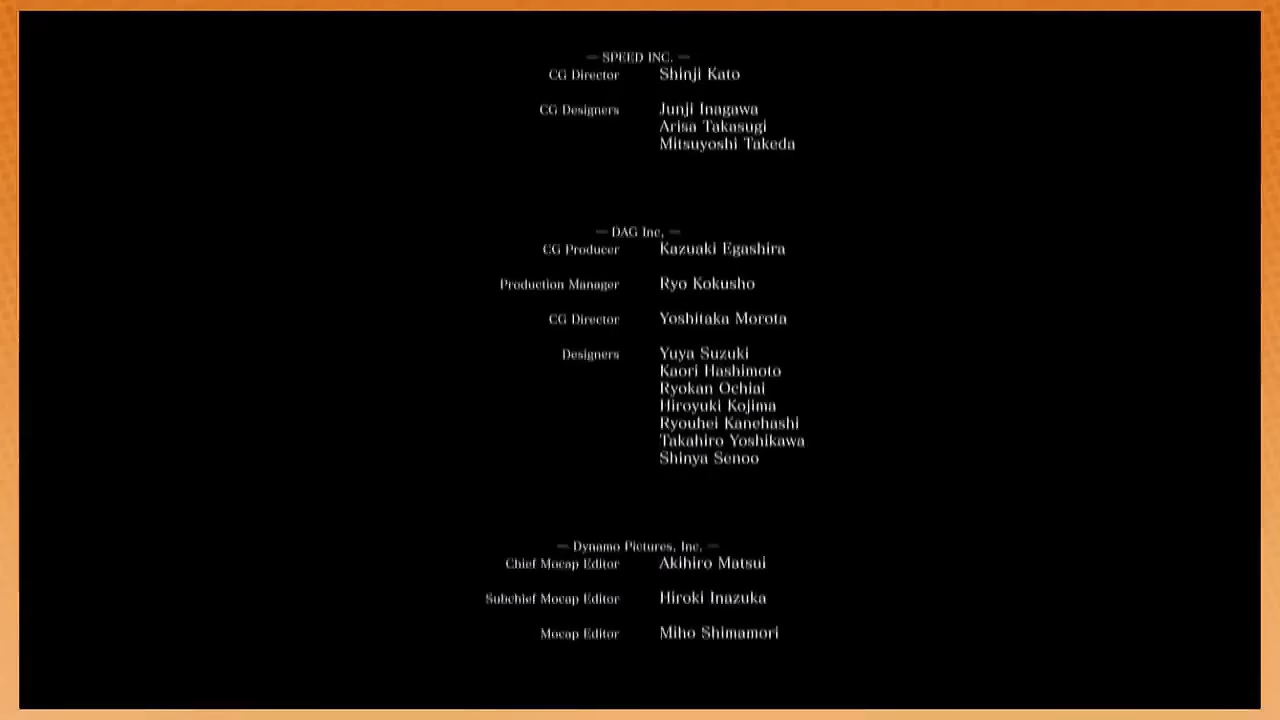 — SPEED INC. —
CG Director Shinji Kato
CG Designers Junji Inagawa
Arisa Takasugi
Mitsuyoshi Takeda
— DAG Inc. —
CG Producer Kazuaki Egashira
Production Manager Ryo Kokusho
CG Director Yoshitaka Morota
Designers Yuya Suzuki
Kaori Hashimoto
Ryokan Ochiai
Hiroyuki Kojima
Ryouhei Kanehashi
Takahiro Yoshikawa
Shinya Senoo
— Dynamo Pictures, Inc. —
Chief Mocap Editor Akihiro Matsui
Subchief Mocap Editor Hiroki Inazuka
Mocap Editor Miho Shimamori